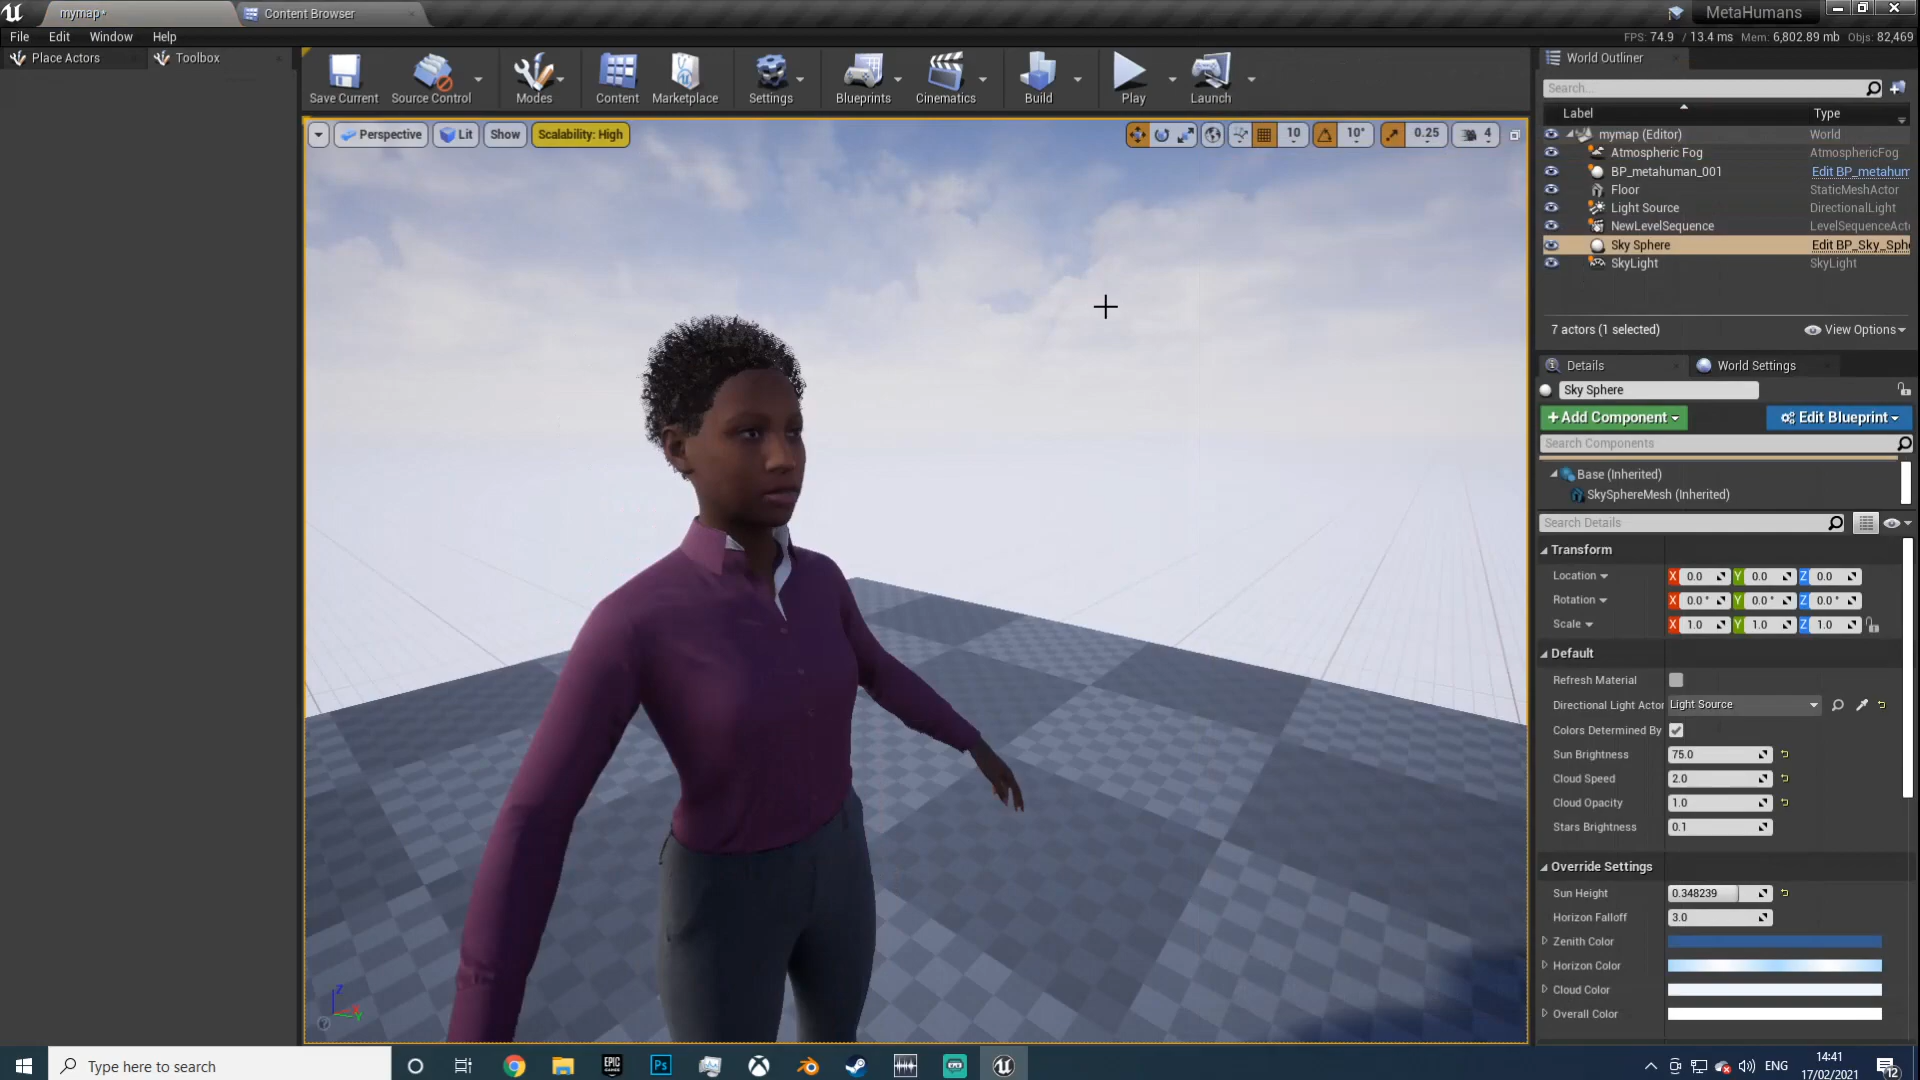 mymap*
Content Browser
MetaHumans
File Edit Window Help
FPS: 74.9 / 13.4 ms Mem: 6,802.89 mb Objs: 82,469
Place Actors
Toolbox
Save Current
Source Control
Modes
Content
Marketplace
Settings
Blueprints
Cinematics
Build
Play
Launch
Perspective
Lit
Show
Scalability: High
10
10°
0.25
4
World Outliner
Search...
Label
Type
mymap (Editor) World
Atmospheric Fog AtmosphericFog
BP_metahuman_001 Edit BP_metahum
Floor StaticMeshActor
Light Source DirectionalLight
NewLevelSequence LevelSequenceAct
Sky Sphere Edit BP_Sky_Sph
SkyLight SkyLight
7 actors (1 selected)
View Options
Details
World Settings
Sky Sphere
+Add Component
Edit Blueprint
Search Components
Base (Inherited)
SkySphereMesh (Inherited)
Search Details
Transform
Location X 0.0 Y 0.0 Z 0.0
Rotation X 0.0° Y 0.0° Z 0.0°
Scale X 1.0 Y 1.0 Z 1.0
Default
Refresh Material
Directional Light Actor Light Source
Colors Determined By
Sun Brightness 75.0
Cloud Speed 2.0
Cloud Opacity 1.0
Stars Brightness 0.1
Override Settings
Sun Height 0.348239
Horizon Falloff 3.0
Zenith Color
Horizon Color
Cloud Color
Overall Color
Z
X
Y
Type here to search
EPIC GAMES
Ps
ENG
14:41
17/02/2021
12